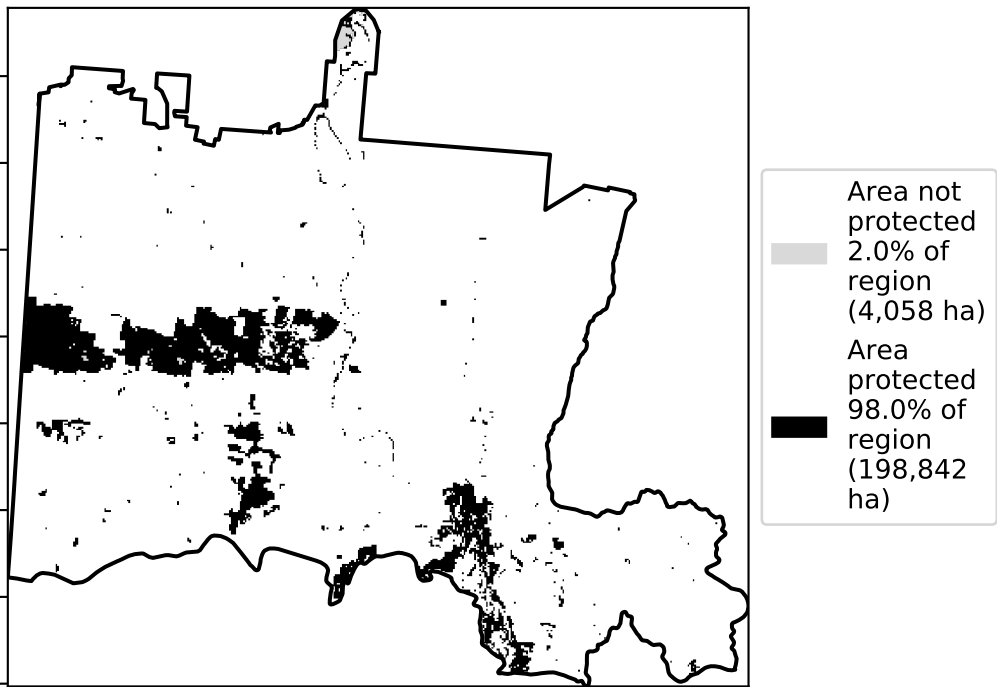 Area not
protected
2.0% of
region
(4,058 ha)
Area
protected
98.0% of
region
(198,842
ha)